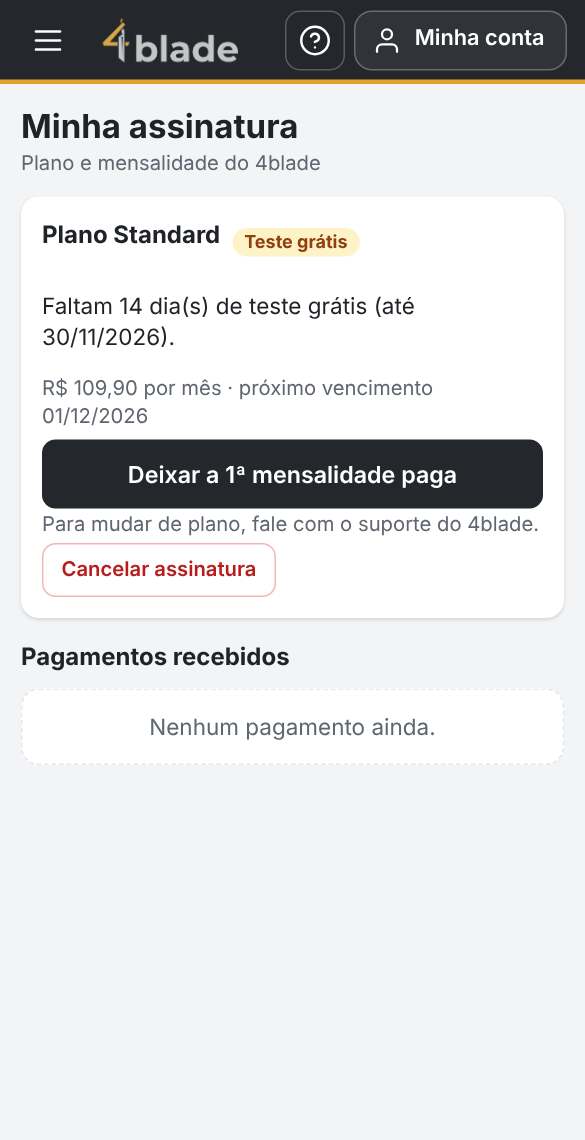 4blade
Minha conta
Minha assinatura
Plano e mensalidade do 4blade
Plano Standard
Teste grátis
Faltam 14 dia(s) de teste grátis (até
30/11/2026).
R$ 109,90 por mês · próximo vencimento
01/12/2026
Deixar a 1ª mensalidade paga
Para mudar de plano, fale com o suporte do 4blade.
Cancelar assinatura
Pagamentos recebidos
Nenhum pagamento ainda.